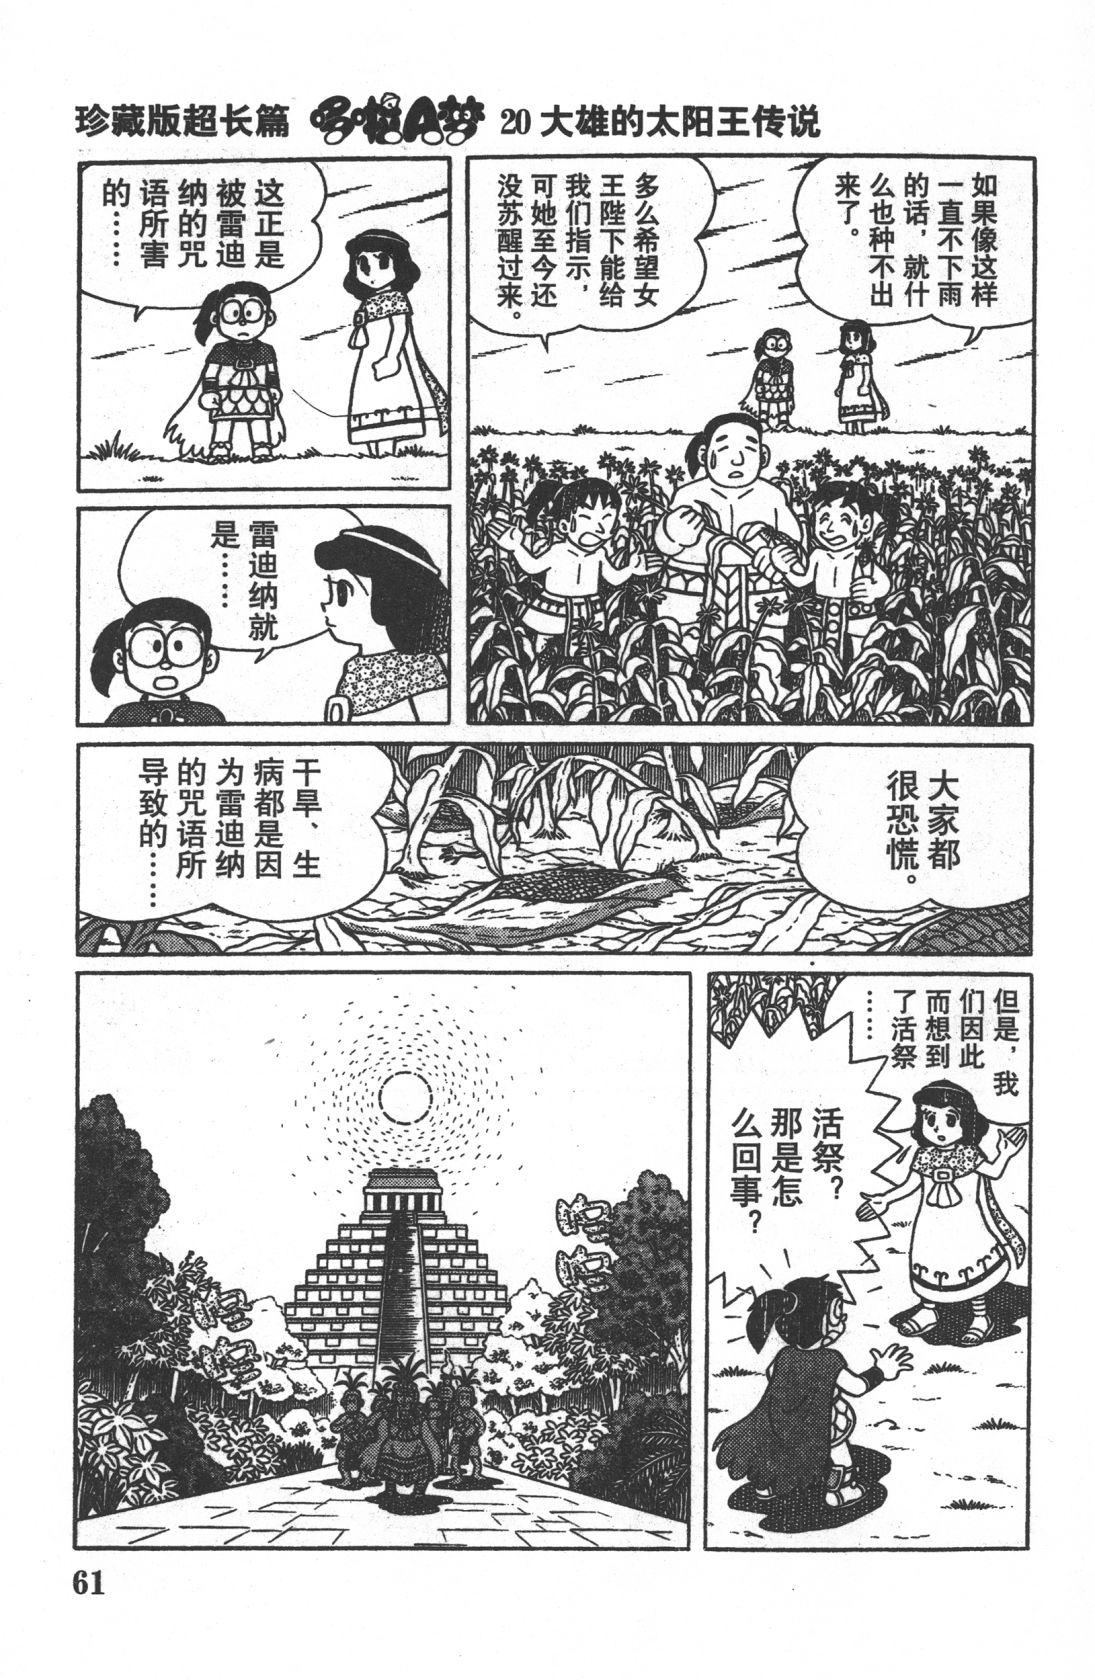 珍藏版超长篇 哆啦A梦 20 大雄的太阳王传说
如果像这样
一直不下雨
的话，就什
么也种不出
来了。
多么希望女
王陛下能给
我们指示，
可她至今还
没苏醒过来。
这正是
被雷迪
纳的咒
语所害
的……
雷迪纳就
是……
大家都
很恐慌。
干旱、生
病都是因
为雷迪纳
的咒语所
导致的……
但是，我
们因此
而想到
了活祭
……
活祭？
那是怎
么回事？
61